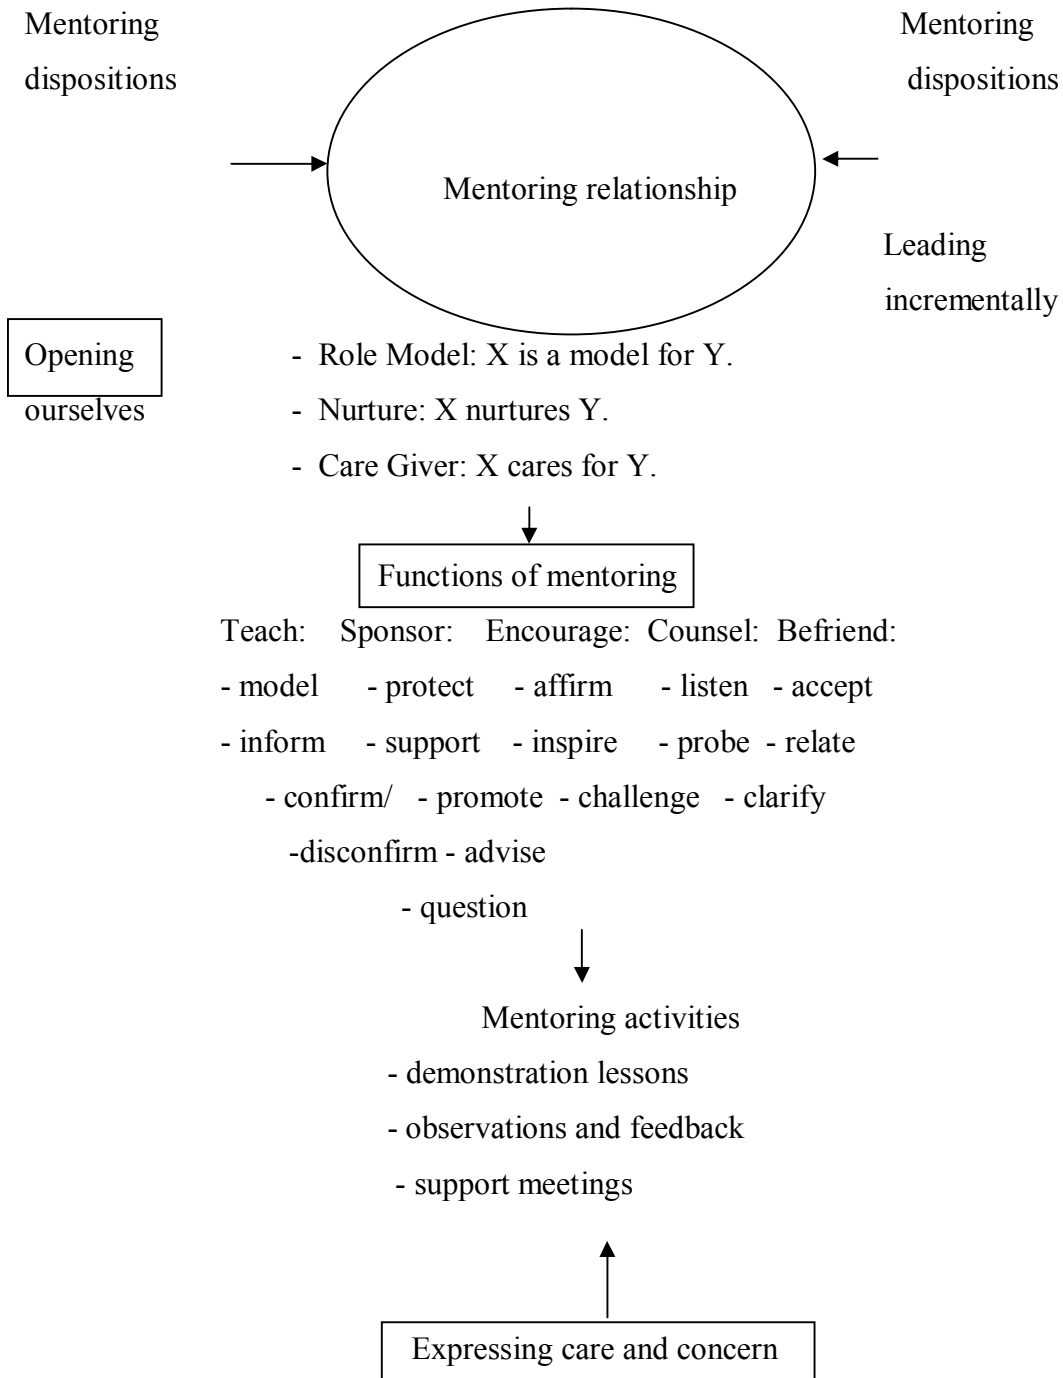 Mentoring Mentoring
dispositions dispositions
Mentoring relationship
Leading
incrementally
Opening
ourselves
- Role Model: X is a model for Y.
- Nurture: X nurtures Y.
- Care Giver: X cares for Y.
Functions of mentoring
Teach: Sponsor: Encourage: Counsel: Befriend:
- model - protect - affirm - listen - accept
- inform - support - inspire - probe - relate
- confirm/ - promote - challenge - clarify
-disconfirm - advise
- question
Mentoring activities
- demonstration lessons
- observations and feedback
- support meetings
Expressing care and concern